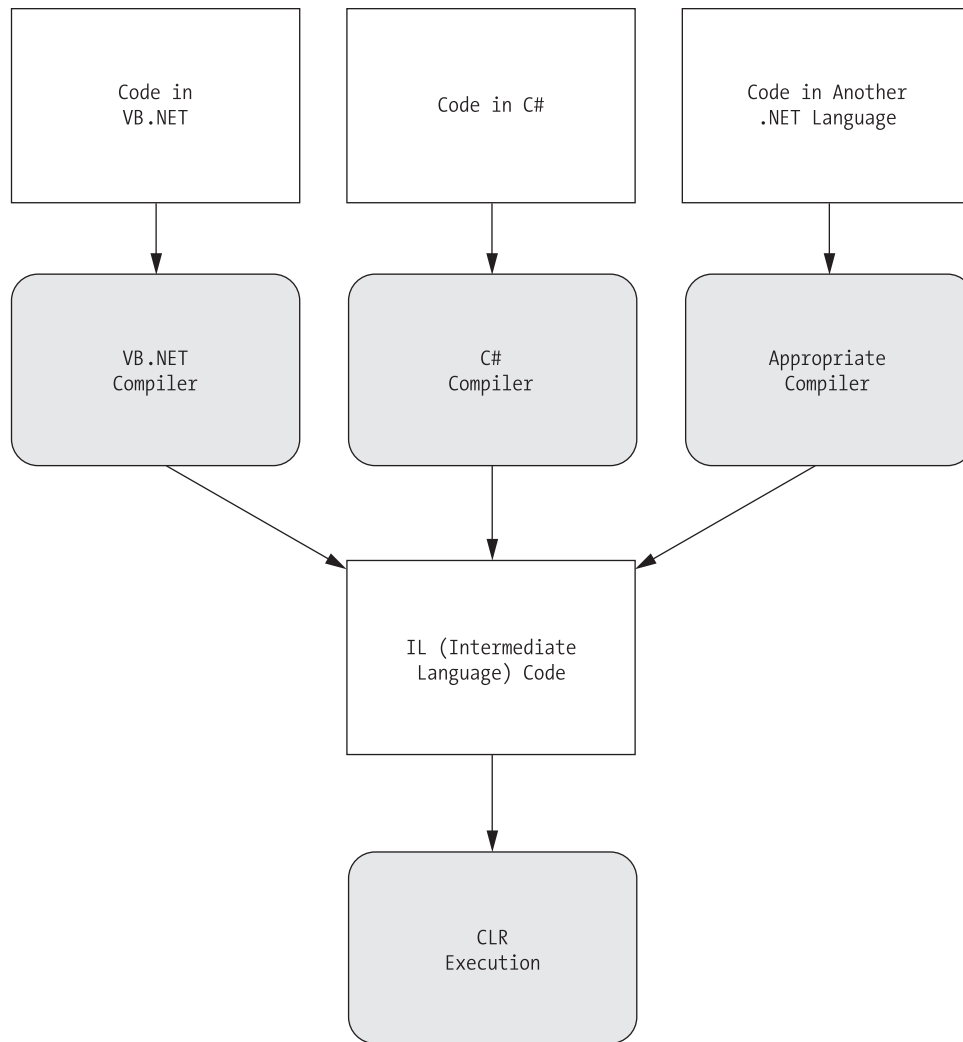 Code in
VB.NET
Code in C#
Code in Another
.NET Language
VB.NET
Compiler
C#
Compiler
Appropriate
Compiler
IL (Intermediate
Language) Code
CLR
Execution